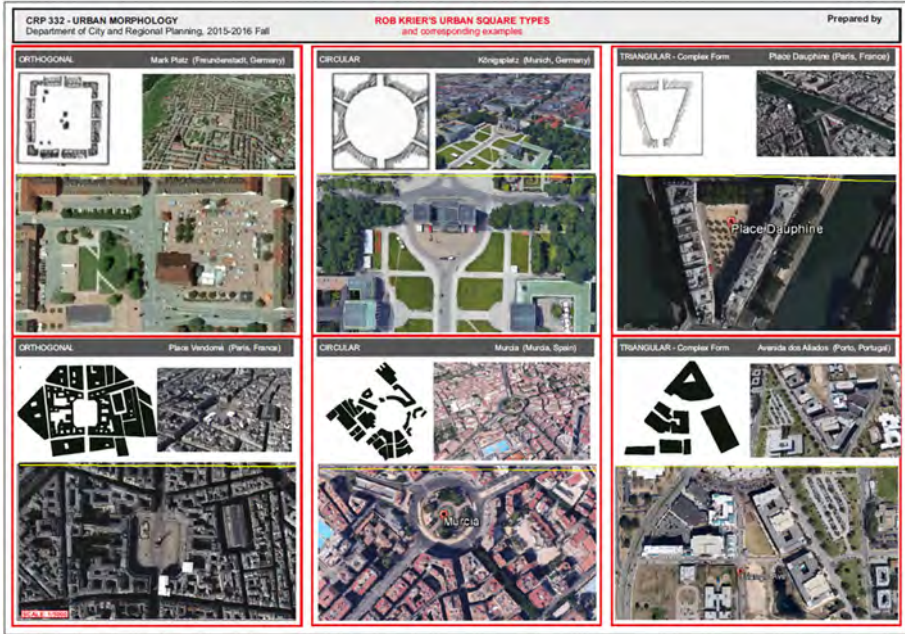 CRP 332 - URBAN MORPHOLOGY
Department of City and Regional Planning, 2015-2016 Fall
ROB KRIER'S URBAN SQUARE TYPES
and corresponding examples
Prepared by
ORTHOGONAL Mark Platz (Freundenstadt, Germany)
CIRCULAR Königsplatz (Munich, Germany)
TRIANGULAR - Complex Form Place Dauphine (Paris, France)
Place Dauphine
ORTHOGONAL Place Vendomé (Paris, France)
CIRCULAR Murcia (Murcia, Spain)
TRIANGULAR - Complex Form Avenida dos Aliados (Porto, Portugal)
Murcia
SCALE: